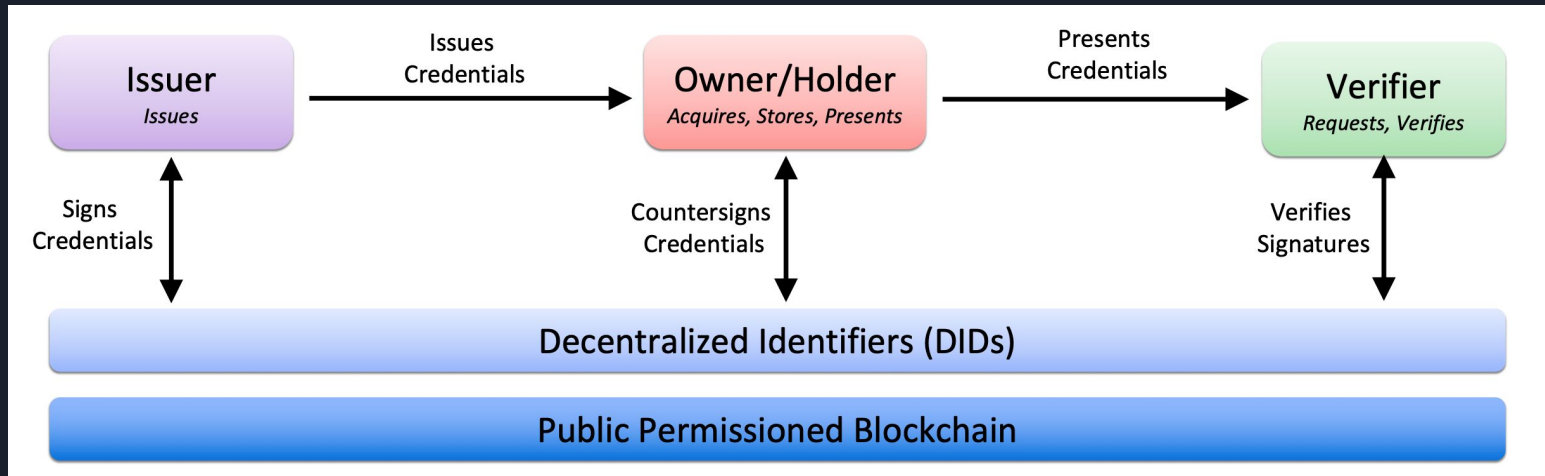 Issuer
Issues
Issues
Credentials
Owner/Holder
Acquires, Stores, Presents
Presents
Credentials
Verifier
Requests, Verifies
Signs
Credentials
Countersigns
Credentials
Verifies
Signatures
Decentralized Identifiers (DIDs)
Public Permissioned Blockchain